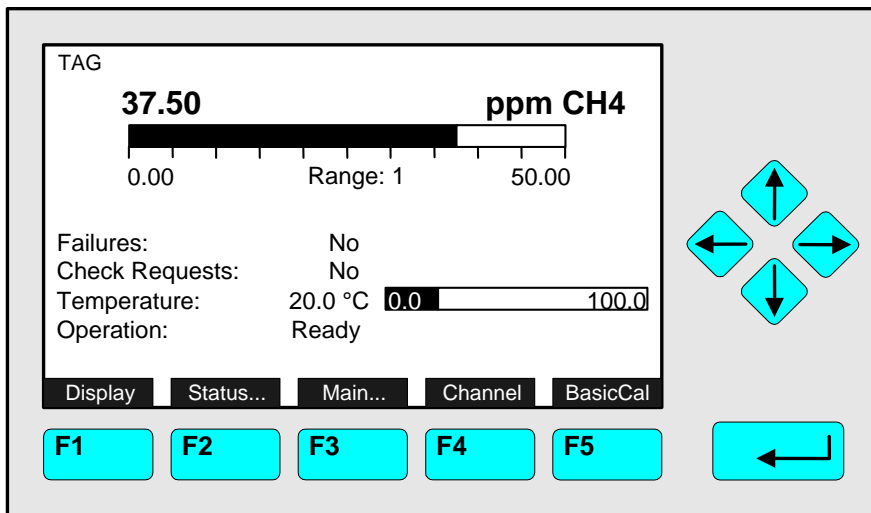 TAG
37.50 ppm CH4
0.00 Range: 1 50.00
Failures: No
Check Requests: No
Temperature: 20.0 °C 0.0 100.0
Operation: Ready
Display Status... Main... Channel BasicCal
F1 F2 F3 F4 F5